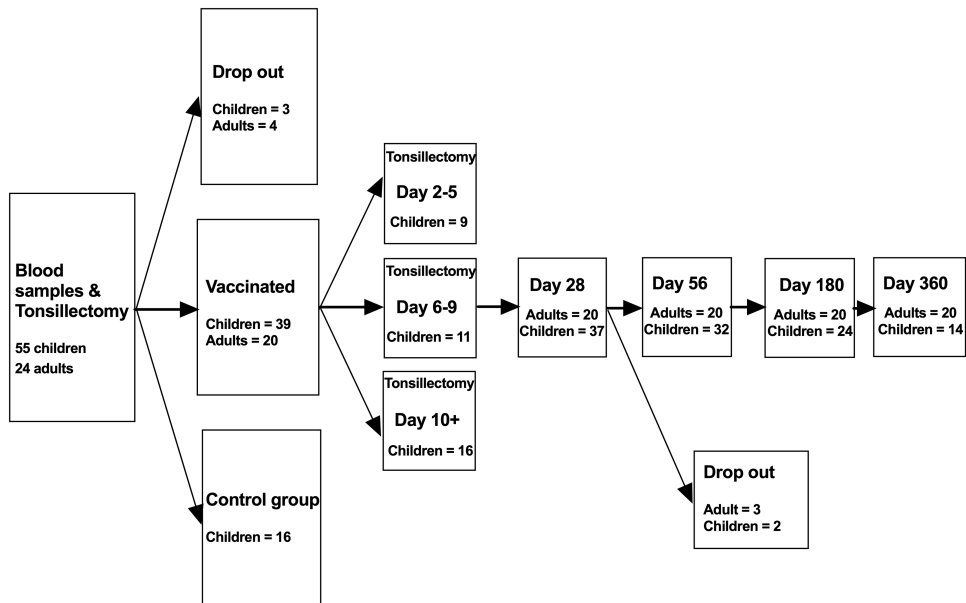 Drop out
Children = 3
Adults = 4
Blood
samples &
Tonsillectomy
55 children
24 adults
Vaccinated
Children = 39
Adults = 20
Control group
Children = 16
Tonsillectomy
Day 2-5
Children = 9
Tonsillectomy
Day 6-9
Children = 11
Tonsillectomy
Day 10+
Children = 16
Day 28
Adults = 20
Children = 37
Day 56
Adults = 20
Children = 32
Day 180
Adults = 20
Children = 24
Day 360
Adults = 20
Children = 14
Drop out
Adult = 3
Children = 2